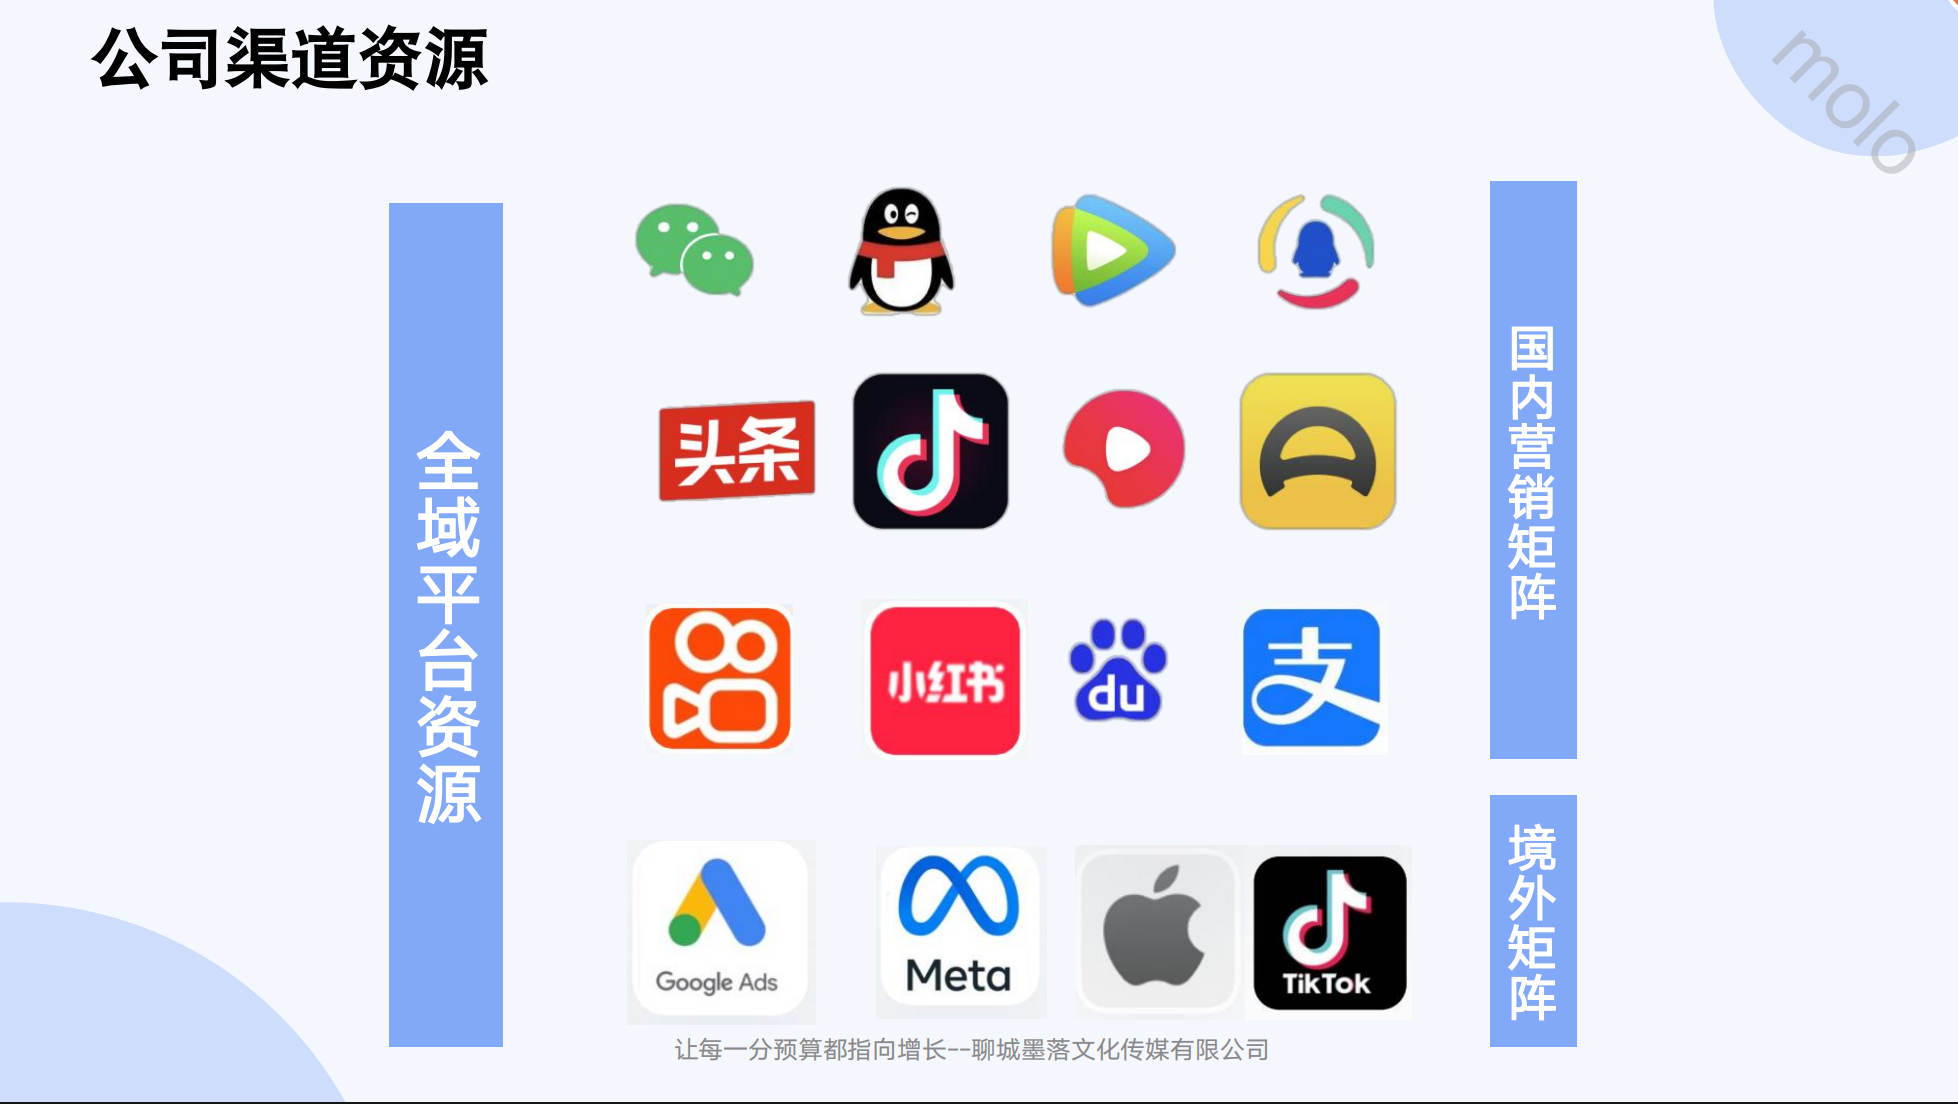 公司渠道资源
molo
全域平台资源
国内营销矩阵
头条
小红书
du
支
Google Ads
Meta
TikTok
境外矩阵
让每一分预算都指向增长--聊城墨落文化传媒有限公司